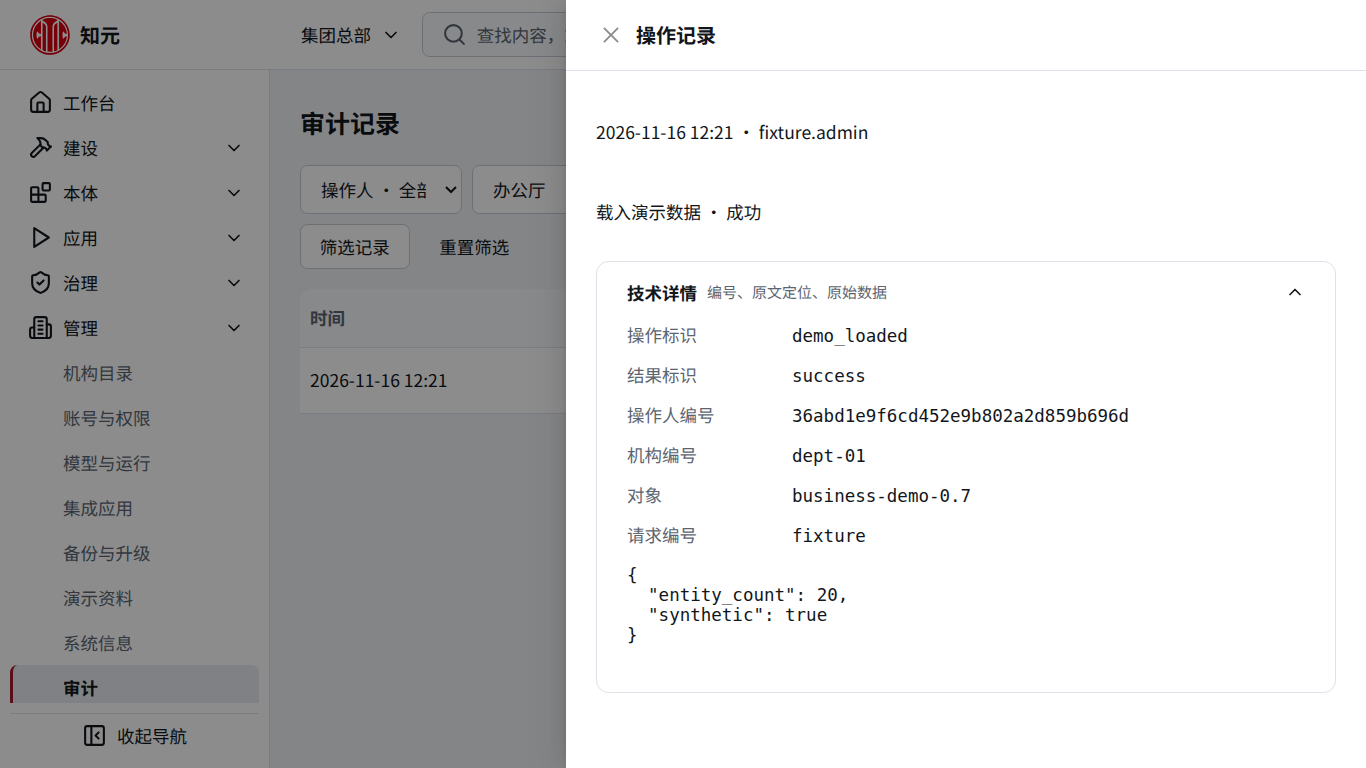 知元
集团总部
查找内容，
工作台
建设
本体
应用
治理
管理
机构目录
账号与权限
模型与运行
集成应用
备份与升级
演示资料
系统信息
审计
收起导航
审计记录
操作人 · 全部
办公厅
筛选记录
重置筛选
时间
2026-11-16 12:21
操作记录
2026-11-16 12:21 · fixture.admin
载入演示数据 · 成功
技术详情 编号、原文定位、原始数据
操作标识 demo_loaded
结果标识 success
操作人编号 36abd1e9f6cd452e9b802a2d859b696d
机构编号 dept-01
对象 business-demo-0.7
请求编号 fixture
{
"entity_count": 20,
"synthetic": true
}